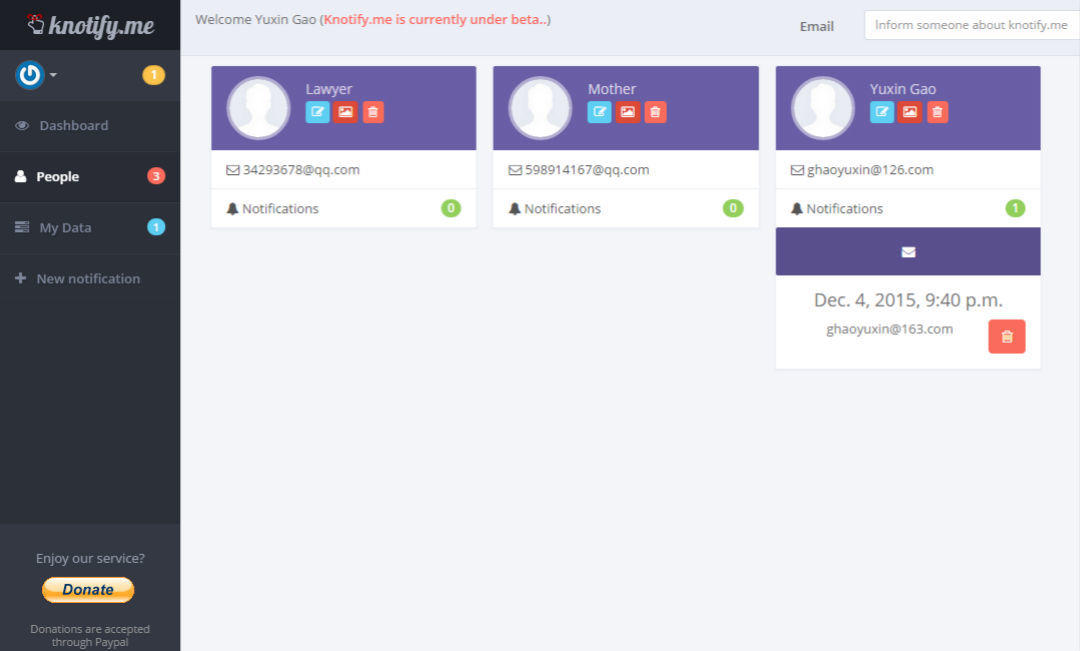 knotify.me
Welcome Yuxin Gao (Knotify.me is currently under beta..)
Email
Inform someone about knotify.me
1
Dashboard
People 3
My Data 1
New notification
Lawyer
34293678@qq.com
Notifications 0
Mother
598914167@qq.com
Notifications 0
Yuxin Gao
ghaoyuxin@126.com
Notifications 1
Dec. 4, 2015, 9:40 p.m.
ghaoyuxin@163.com
Enjoy our service?
Donate
Donations are accepted
through Paypal